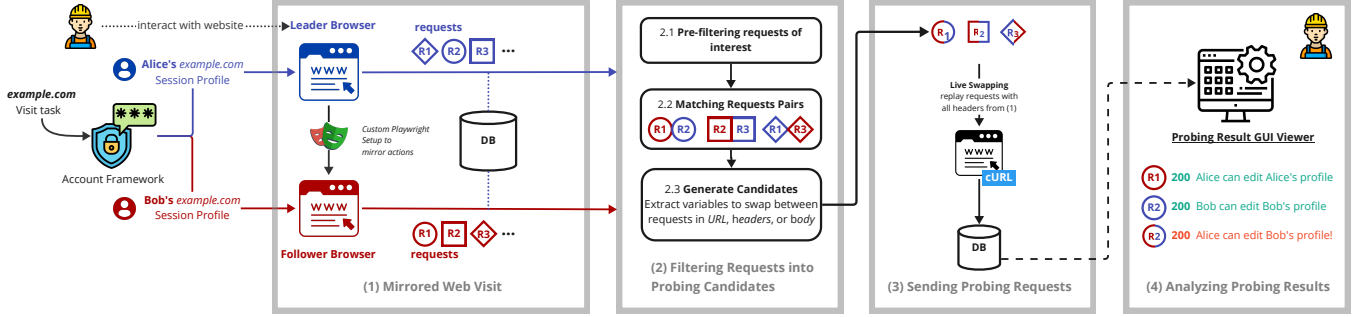 example.com
Visit task
Account Framework
interact with website
Alice's example.com
Session Profile
Bob's example.com
Session Profile
Leader Browser
WWW
Custom Playwright
Setup to
mirror actions
WWW
Follower Browser
requests
R1 R2 R3 ...
DB
R1 R2 R3 ...
requests
(1) Mirrored Web Visit
2.1 Pre-filtering requests of
interest
2.2 Matching Requests Pairs
R1 R2 R2 R3 R1 R3
2.3 Generate Candidates
Extract variables to swap between
requests in URL, headers, or body
(2) Filtering Requests into
Probing Candidates
R1 R2 R3
Live Swapping
replay requests with
all headers from (1)
WWW
cURL
DB
(3) Sending Probing Requests
Probing Result GUI Viewer
R1 200 Alice can edit Alice's profile
R2 200 Bob can edit Bob's profile
R2 200 Alice can edit Bob's profile!
(4) Analyzing Probing Results